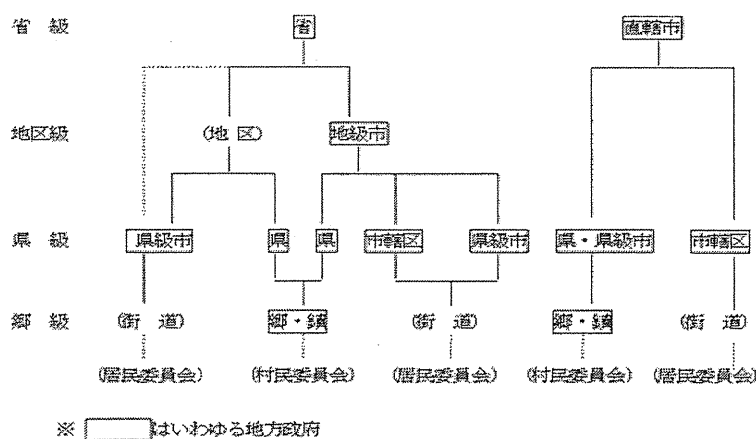 省 級 省 直轄市
地区級 (地 区) 地級市
県 級 県級市 県 県 市轄区 県級市 県・県級市 市轄区
郷 級 (街 道) 郷・鎮 (街 道) 郷・鎮 (街 道)
(居民委員会) (村民委員会) (居民委員会) (村民委員会) (居民委員会)
※ はいわゆる地方政府